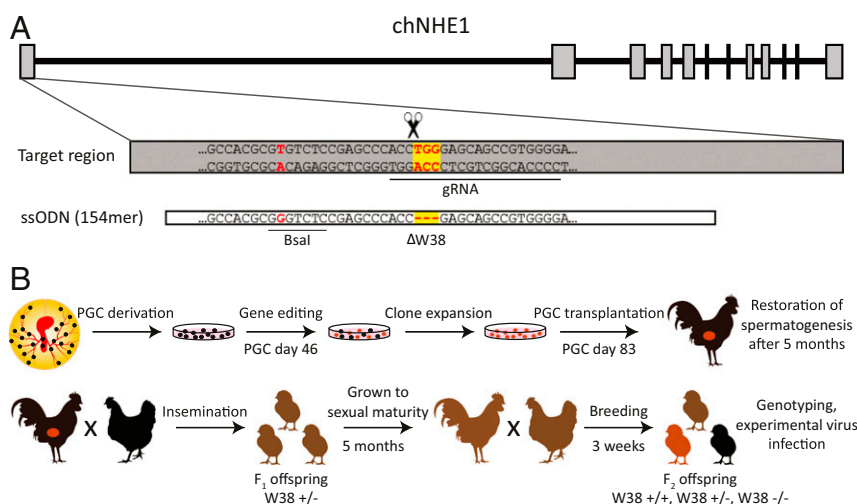 A
chNHE1
Target region
...GCCACGCGTGTCTCCGAGCCCACCTGGGAGCAGCCGTGGGGA...
...CGGTGCGCACAGAGGCTCGGGTGGACCCTCGTCGGCACCCCT...
gRNA
ssODN (154mer)
...GCCACGCGGGTCTCCGAGCCCACC---GAGCAGCCGTGGGGA...
BsaI
ΔW38
B
PGC derivation
Gene editing
PGC day 46
Clone expansion
PGC transplantation
PGC day 83
Restoration of
spermatogenesis
after 5 months
X
Insemination
F1 offspring
W38 +/-
Grown to
sexual maturity
5 months
X
Breeding
3 weeks
F2 offspring
W38 +/+, W38 +/-, W38 -/-
Genotyping,
experimental virus
infection